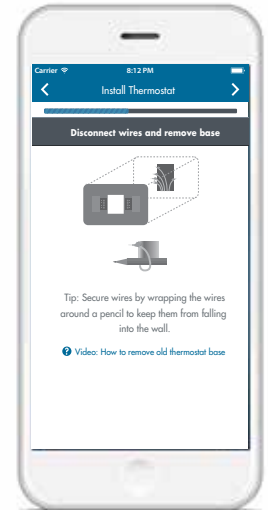 Carrier 8:12 PM
Install Thermostat
Disconnect wires and remove base
Tip: Secure wires by wrapping the wires
around a pencil to keep them from falling
into the wall.
? Video: How to remove old thermostat base